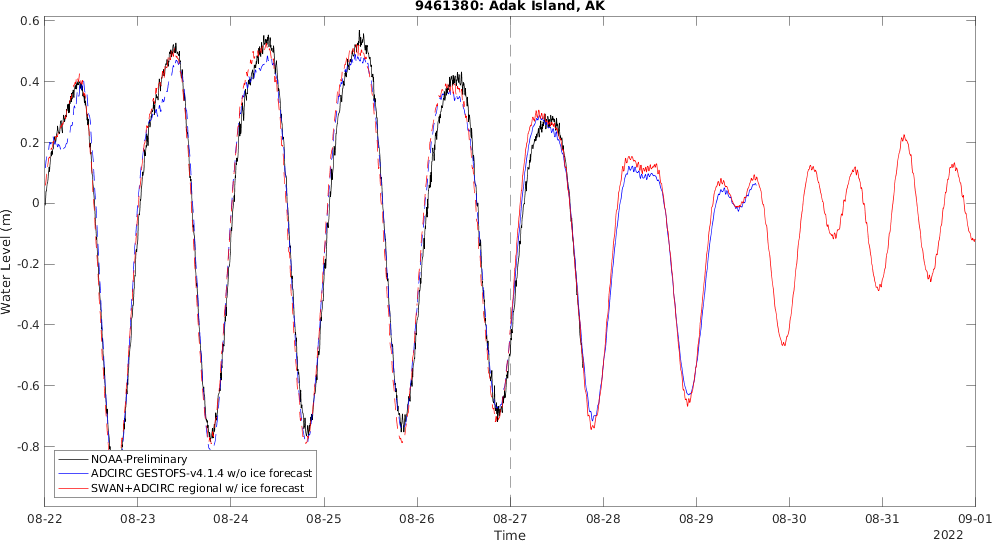 9461380: Adak Island, AK
0.6
0.4
0.2
0
-0.2
-0.4
-0.6
-0.8
Water Level (m)
NOAA-Preliminary
ADCIRC GESTOFS-v4.1.4 w/o ice forecast
SWAN+ADCIRC regional w/ ice forecast
08-22 08-23 08-24 08-25 08-26 08-27 08-28 08-29 08-30 08-31 09-01
Time
2022